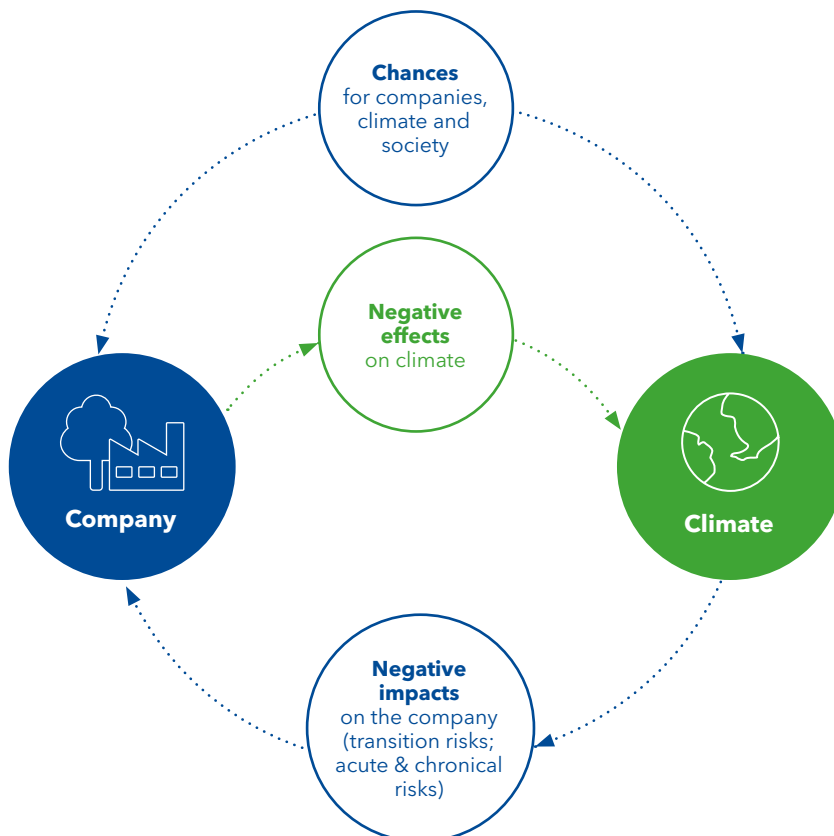 Chances
for companies,
climate and
society
Negative
effects
on climate
Company
Climate
Negative
impacts
on the company
(transition risks;
acute & chronical
risks)